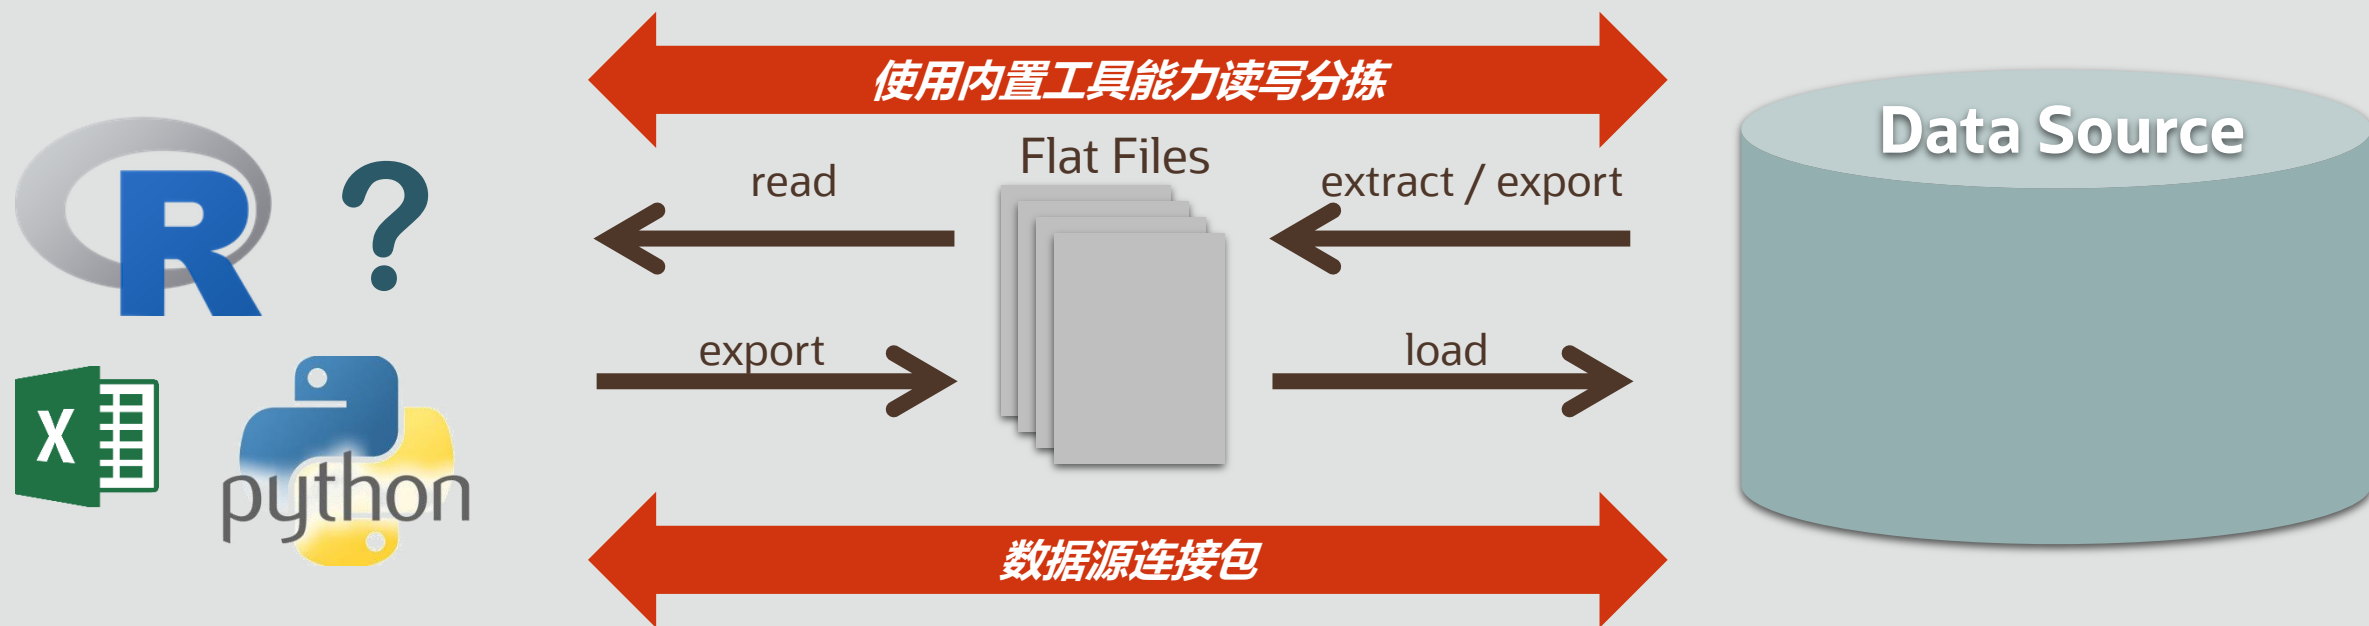 使用内置工具能力读写分拣
Data Source
Flat Files
read
extract / export
R
?
export
load
X
python
数据源连接包